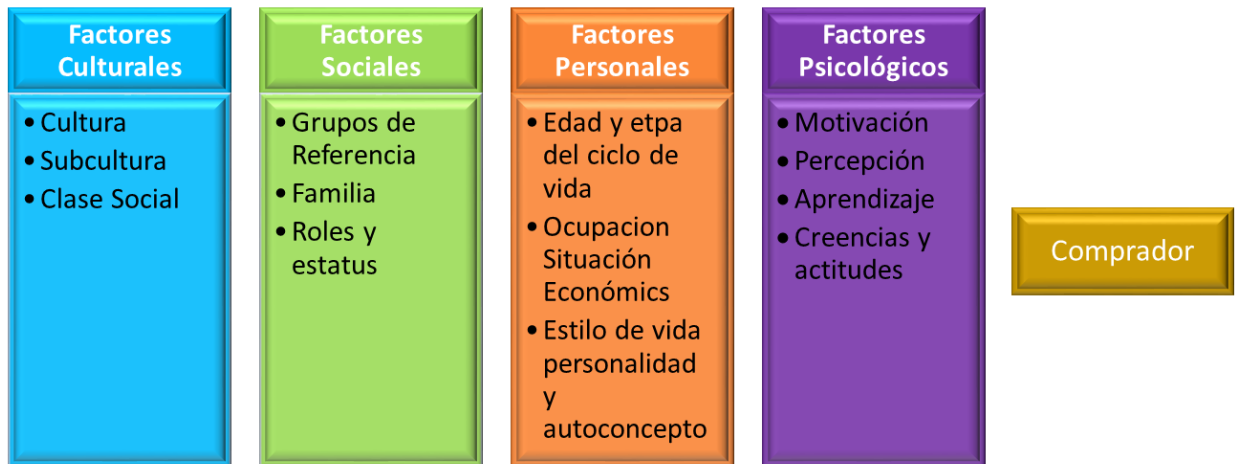 Factores
Culturales
• Cultura
• Subcultura
• Clase Social
Factores
Sociales
• Grupos de
Referencia
• Familia
• Roles y
estatus
Factores
Personales
• Edad y etpa
del ciclo de
vida
• Ocupacion
Situación
Económics
• Estilo de vida
personalidad
y
autoconcepto
Factores
Psicológicos
• Motivación
• Percepción
• Aprendizaje
• Creencias y
actitudes
Comprador